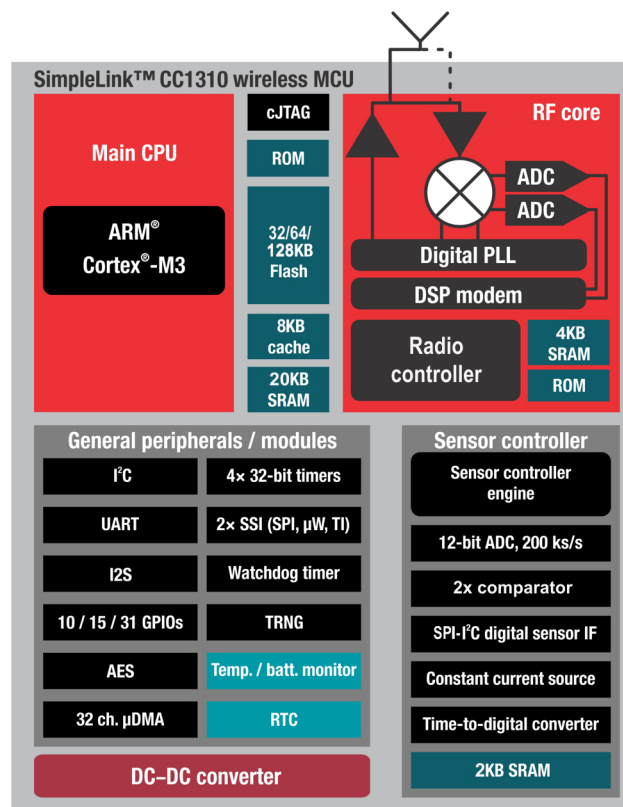 SimpleLink™ CC1310 wireless MCU
Main CPU
ARM®
Cortex®-M3
cJTAG
ROM
32/64/
128KB
Flash
8KB
cache
20KB
SRAM
RF core
ADC
ADC
Digital PLL
DSP modem
Radio
controller
4KB
SRAM
ROM
General peripherals / modules
I²C
4× 32-bit timers
UART
2× SSI (SPI, µW, TI)
I2S
Watchdog timer
10 / 15 / 31 GPIOs
TRNG
AES
Temp. / batt. monitor
32 ch. µDMA
RTC
Sensor controller
Sensor controller
engine
12-bit ADC, 200 ks/s
2x comparator
SPI-I²C digital sensor IF
Constant current source
Time-to-digital converter
2KB SRAM
DC–DC converter